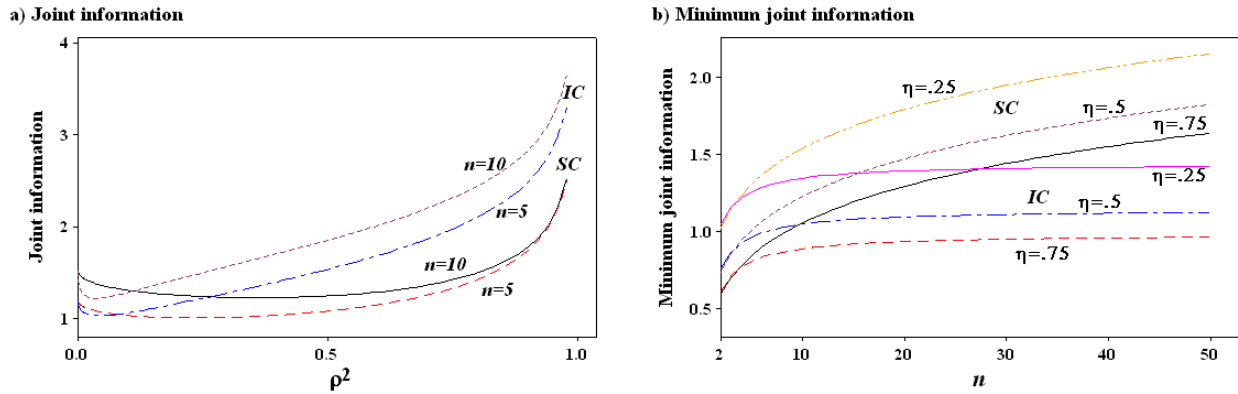 a) Joint information
Joint information
4
3
2
1
IC
n=10
SC
n=5
n=10
n=5
0.0
0.5
1.0
ρ²
b) Minimum joint information
Minimum joint information
2.0
1.5
1.0
0.5
η=.25
SC
η=.5
η=.75
η=.25
IC
η=.5
η=.75
2
10
20
30
40
50
n